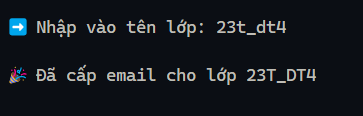 ➡️ Nhập vào tên lớp: 23t_dt4
🎉 Đã cấp email cho lớp 23T_DT4